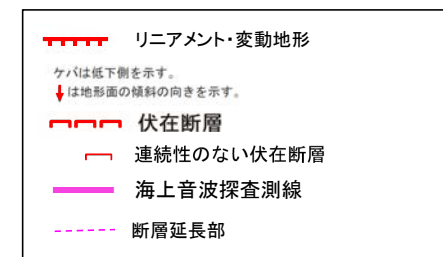 リニアメント・変動地形
ケバは低下側を示す。
は地形面の傾斜の向きを示す。
伏在断層
連続性のない伏在断層
海上音波探査測線
断層延長部